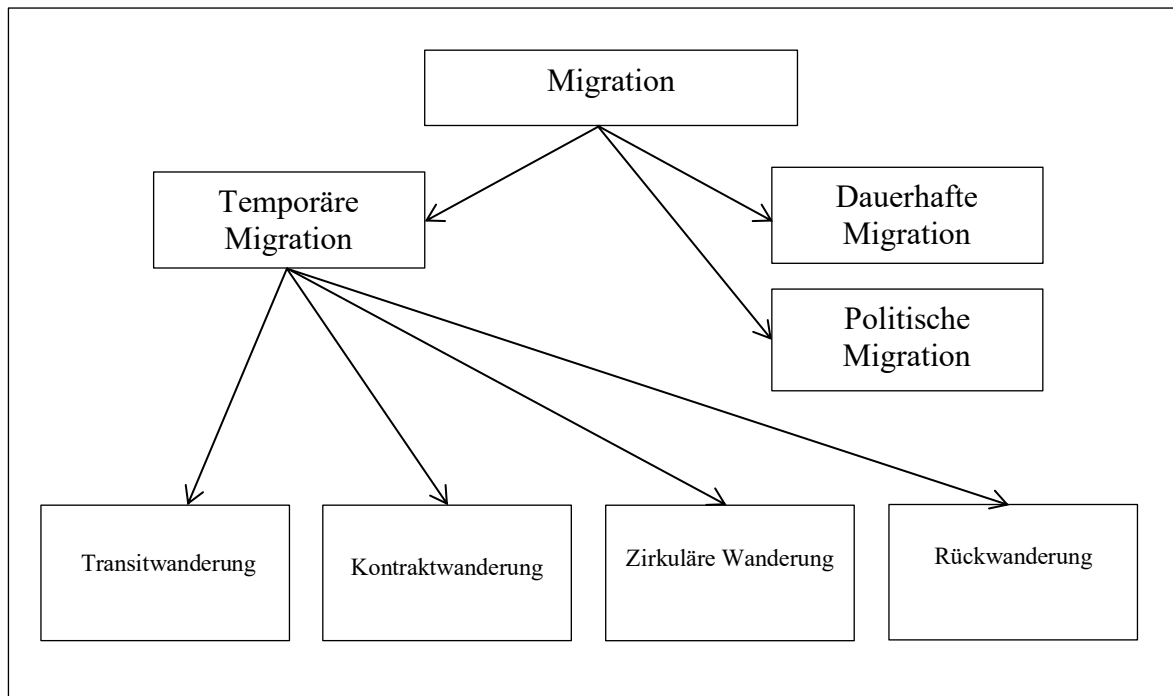 Migration
Temporäre
Migration
Dauerhafte
Migration
Politische
Migration
Transitwanderung
Kontraktwanderung
Zirkuläre Wanderung
Rückwanderung